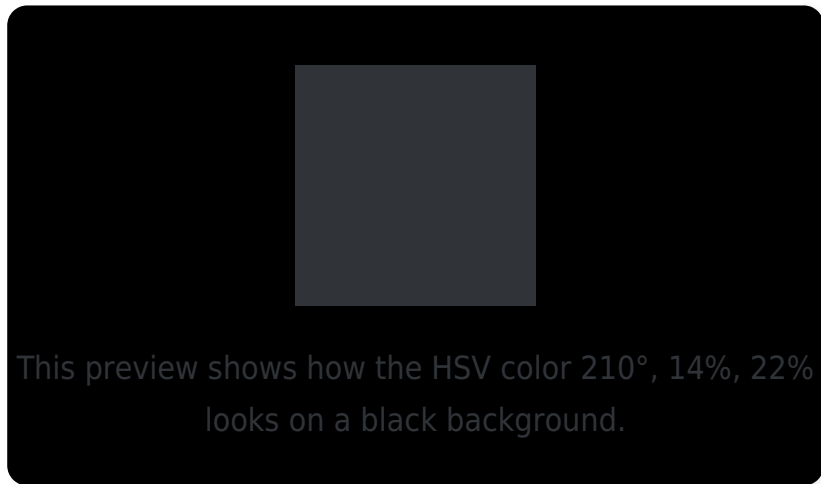 This preview shows how the HSV color 210°, 14%, 22%
looks on a black background.